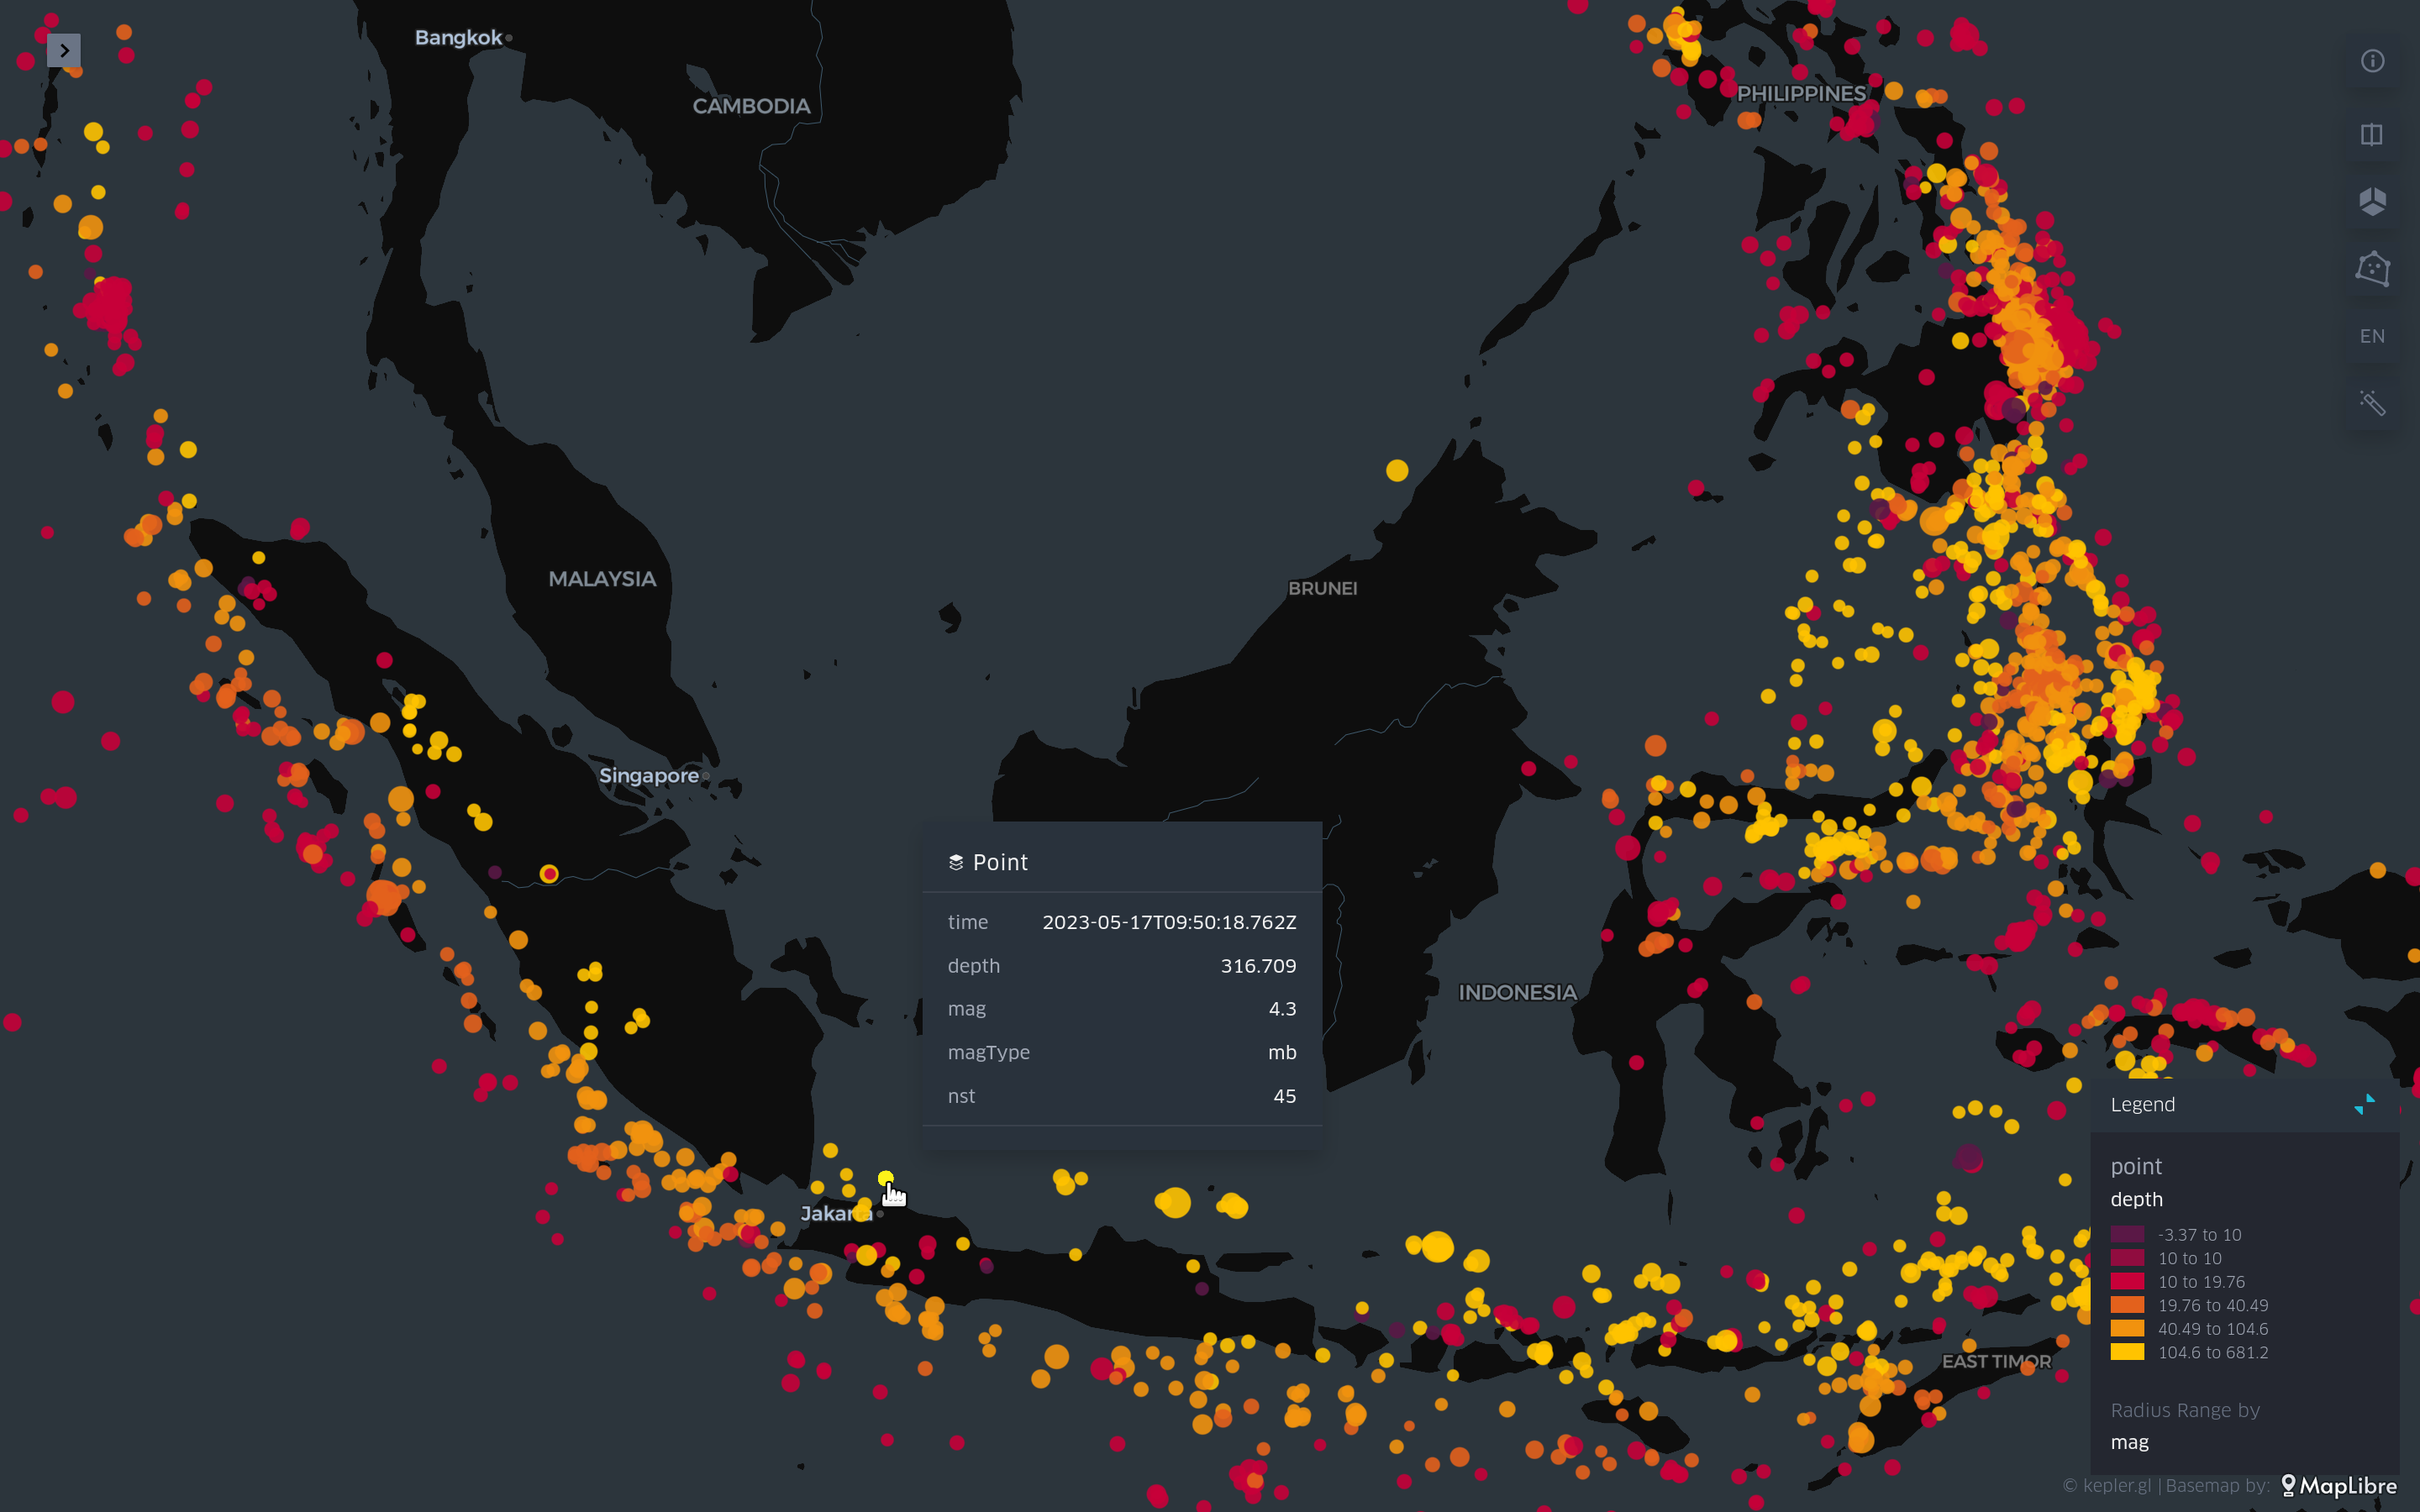 Bangkok
CAMBODIA
PHILIPPINES
EN
MALAYSIA
BRUNEI
Singapore
Point
time 2023-05-17T09:50:18.762Z
depth 316.709
mag 4.3
magType mb
nst 45
INDONESIA
Jakarta
EAST TIMOR
Legend
point
depth
-3.37 to 10
10 to 10
10 to 19.76
19.76 to 40.49
40.49 to 104.6
104.6 to 681.2
Radius Range by
mag
© kepler.gl | Basemap by: MapLibre